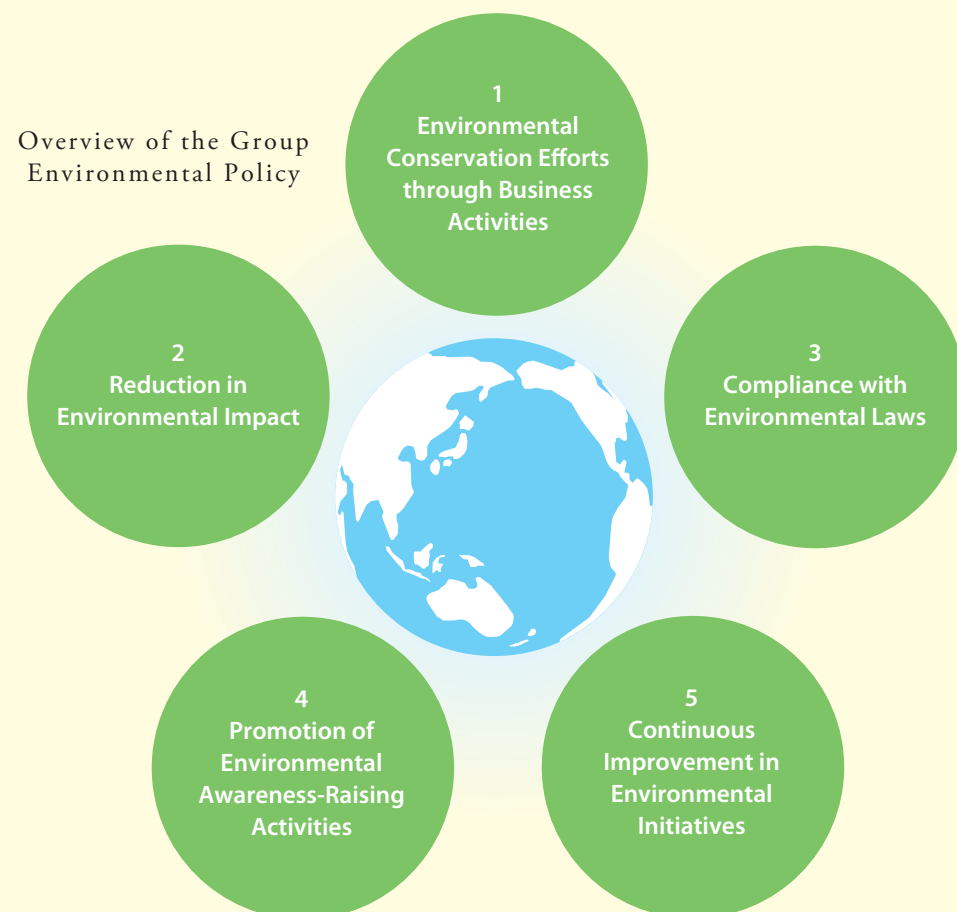 Overview of the Group
Environmental Policy
1
Environmental
Conservation Efforts
through Business
Activities
2
Reduction in
Environmental Impact
3
Compliance with
Environmental Laws
4
Promotion of
Environmental
Awareness-Raising
Activities
5
Continuous
Improvement in
Environmental
Initiatives